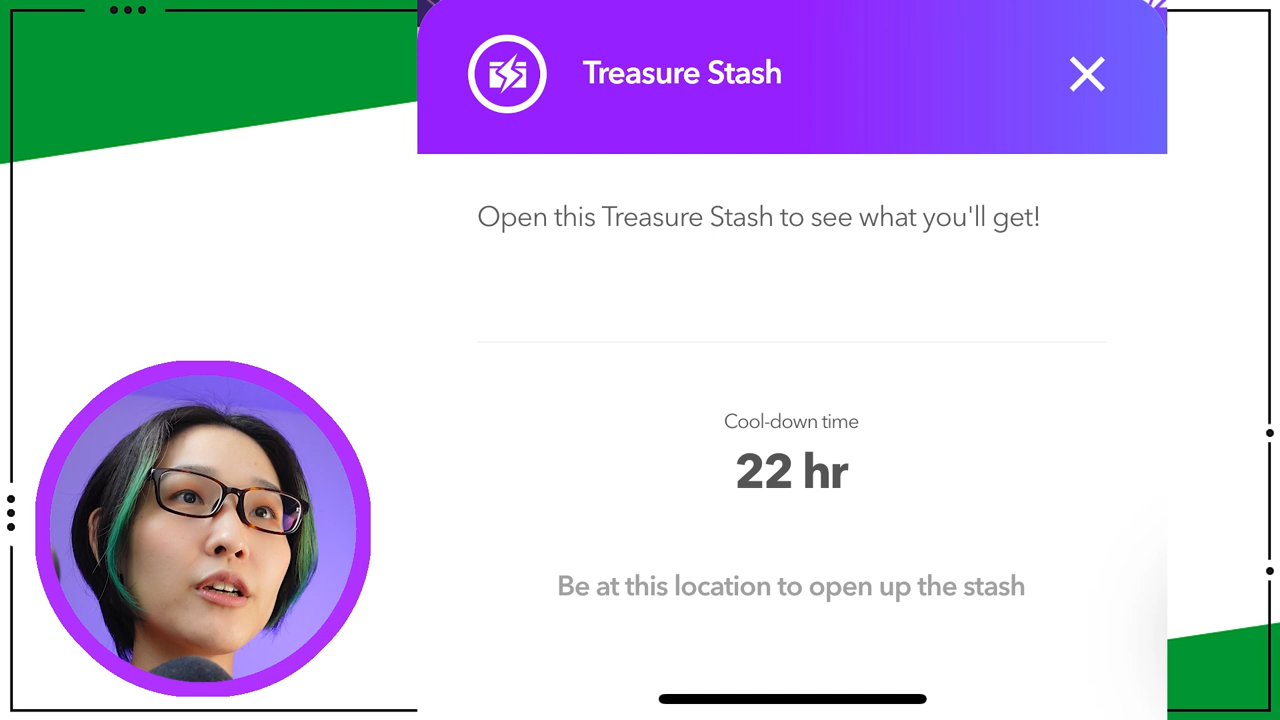 Treasure Stash
Open this Treasure Stash to see what you'll get!
Cool-down time
22 hr
Be at this location to open up the stash